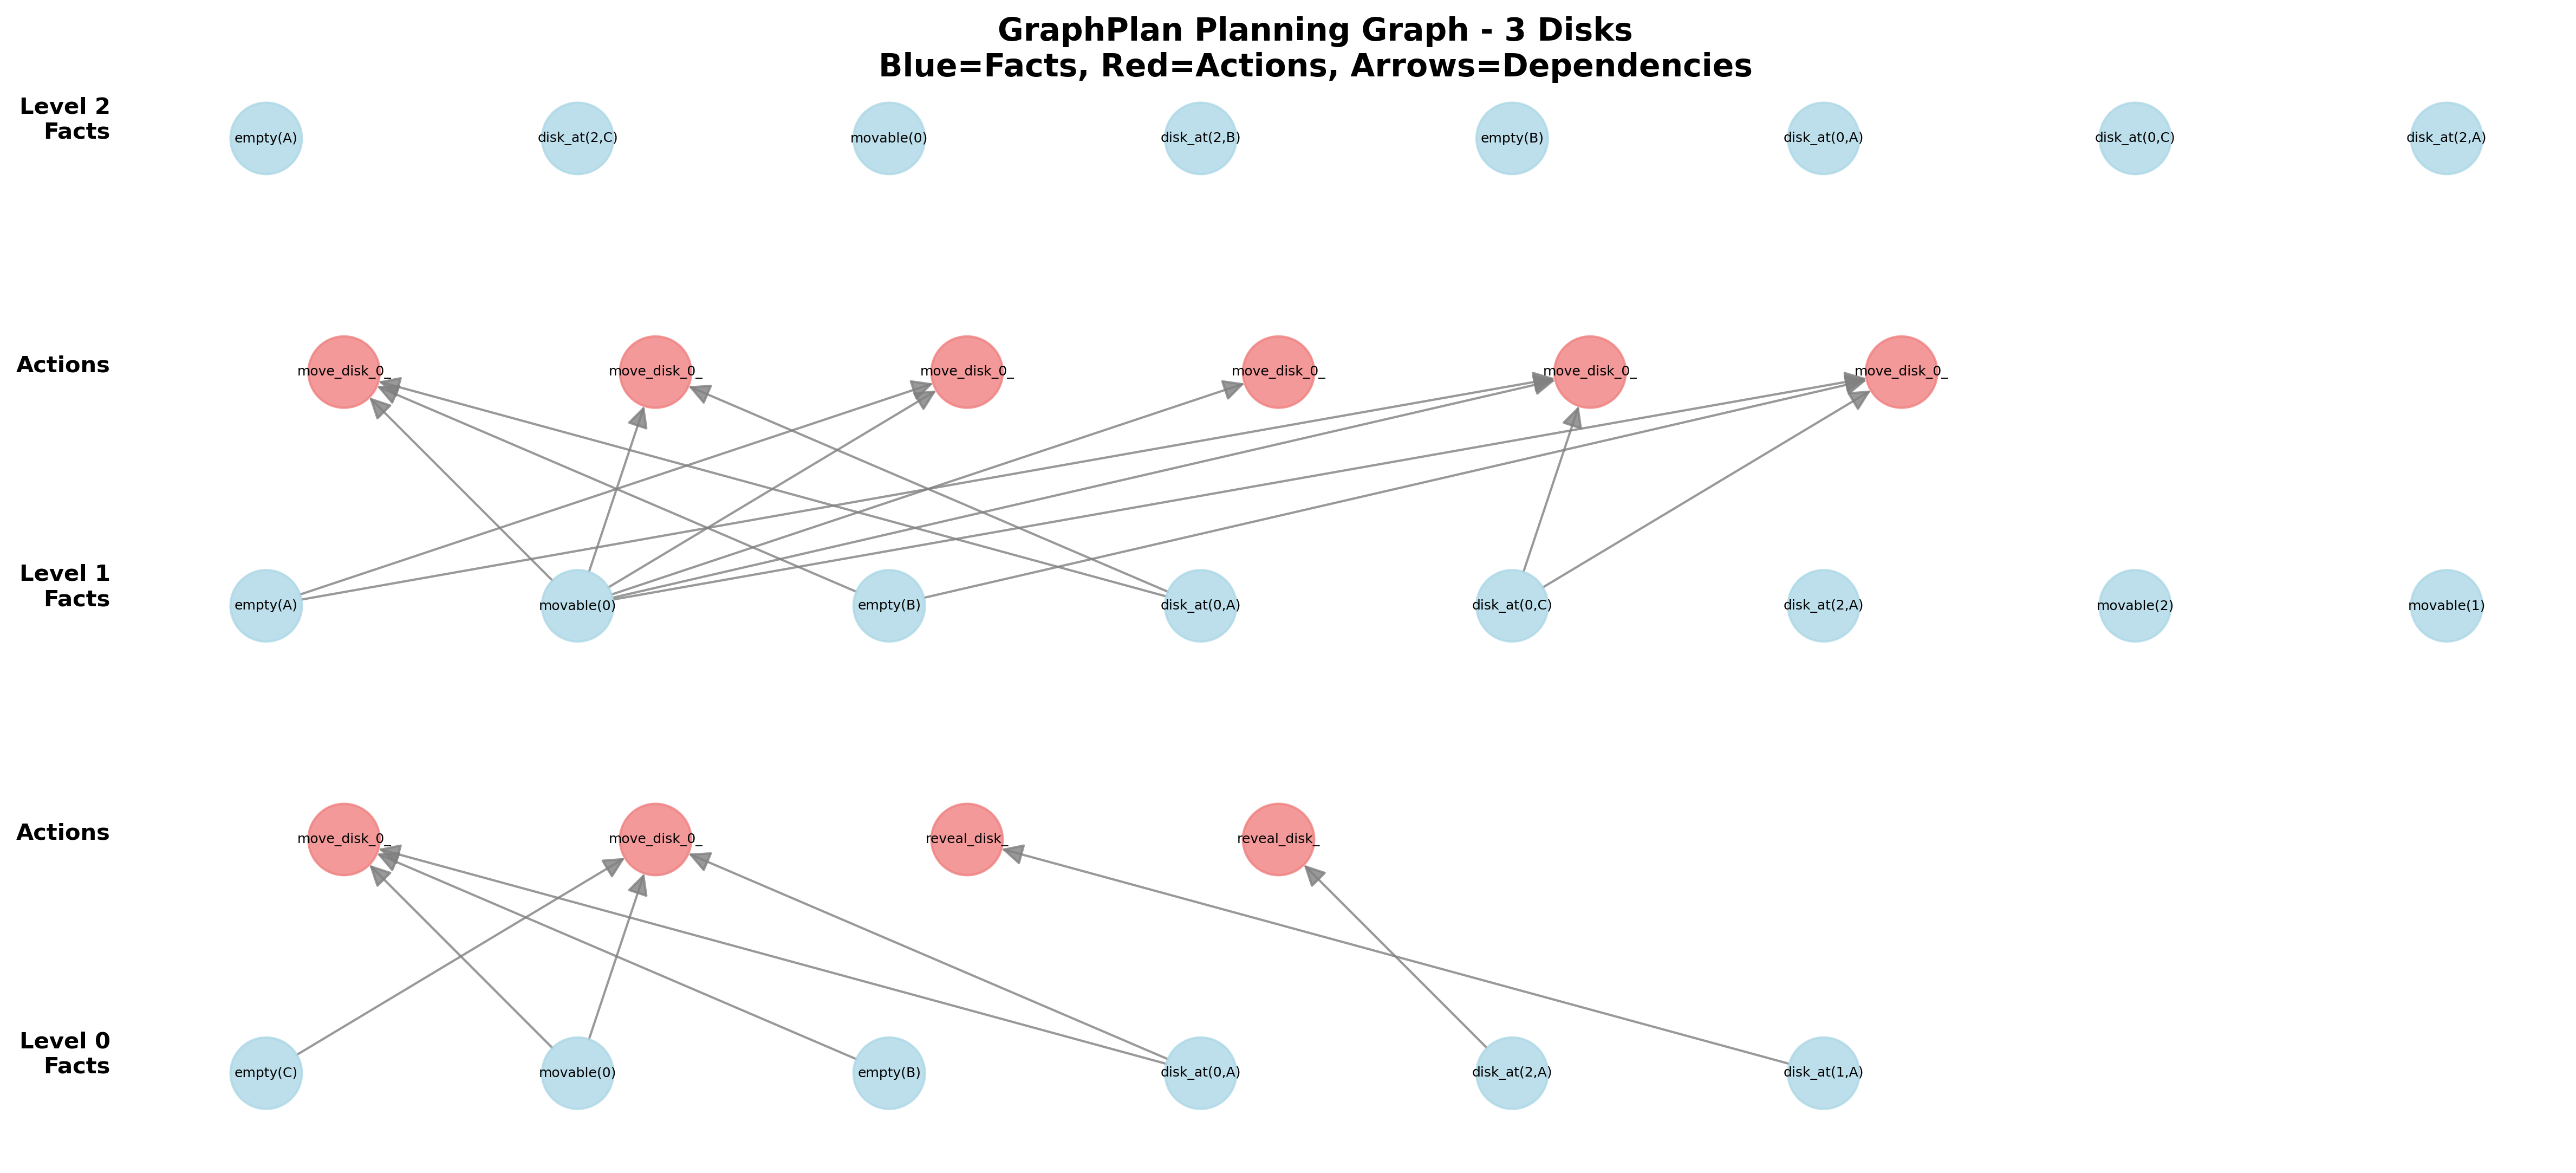 GraphPlan Planning Graph - 3 Disks
Blue=Facts, Red=Actions, Arrows=Dependencies
Level 2
Facts
empty(A) disk_at(2,C) movable(0) disk_at(2,B) empty(B) disk_at(0,A) disk_at(0,C) disk_at(2,A)
Actions move_disk_0_ move_disk_0_ move_disk_0_ move_disk_0_ move_disk_0_ move_disk_0_
Level 1
Facts
empty(A) movable(0) empty(B) disk_at(0,A) disk_at(0,C) disk_at(2,A) movable(2) movable(1)
Actions move_disk_0_ move_disk_0_ reveal_disk_ reveal_disk_
Level 0
Facts
empty(C) movable(0) empty(B) disk_at(0,A) disk_at(2,A) disk_at(1,A)